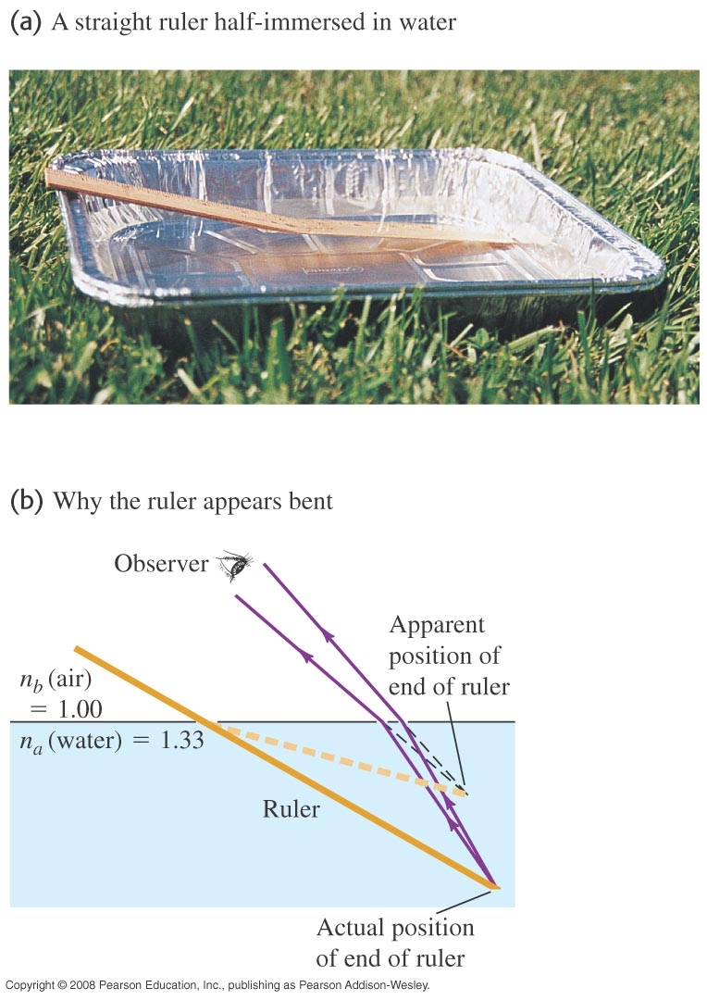 (a) A straight ruler half-immersed in water
(b) Why the ruler appears bent
Observer
Apparent
position of
end of ruler
n_b (air)
= 1.00
n_a (water) = 1.33
Ruler
Actual position
of end of ruler
Copyright © 2008 Pearson Education, Inc., publishing as Pearson Addison-Wesley.